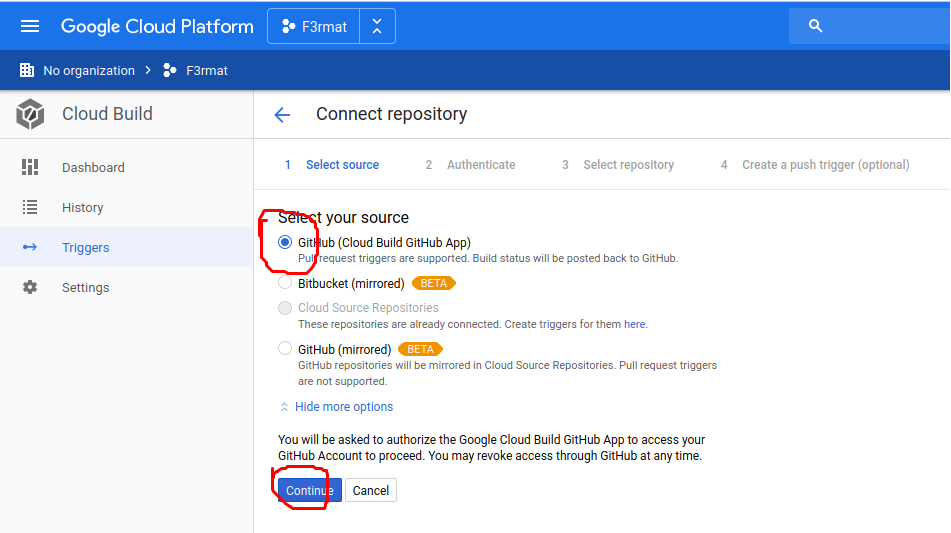 Google Cloud Platform F3rmat
No organization F3rmat
Cloud Build
Connect repository
1 Select source 2 Authenticate 3 Select repository 4 Create a push trigger (optional)
Dashboard
History
Triggers
Settings
Select your source
GitHub (Cloud Build GitHub App)
Pull request triggers are supported. Build status will be posted back to GitHub.
Bitbucket (mirrored) BETA
Cloud Source Repositories
These repositories are already connected. Create triggers for them here.
GitHub (mirrored) BETA
GitHub repositories will be mirrored in Cloud Source Repositories. Pull request triggers
are not supported.
Hide more options
You will be asked to authorize the Google Cloud Build GitHub App to access your
GitHub Account to proceed. You may revoke access through GitHub at any time.
Continue Cancel